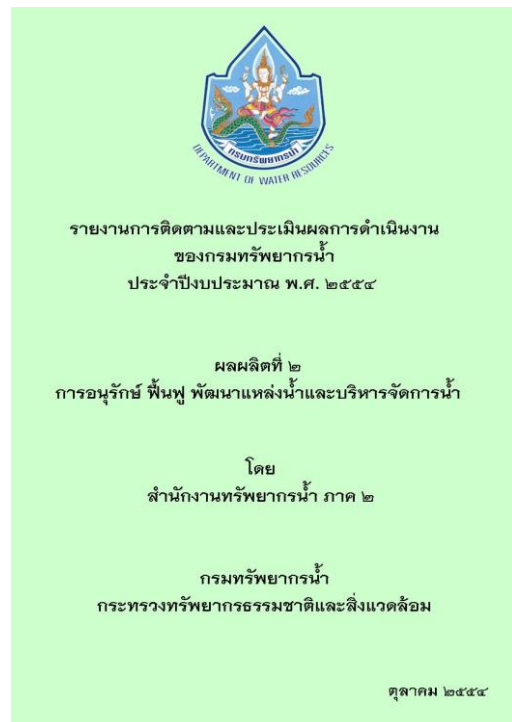 กรมทรัพยากรน้ำ
DEPARTMENT OF WATER RESOURCES
รายงานการติดตามและประเมินผลการดำเนินงาน
ของกรมทรัพยากรน้ำ
ประจำปีงบประมาณ พ.ศ. ๒๕๕๔
ผลผลิตที่ ๒
การอนุรักษ์ ฟื้นฟู พัฒนาแหล่งน้ำและบริหารจัดการน้ำ
โดย
สำนักงานทรัพยากรน้ำ ภาค ๒
กรมทรัพยากรน้ำ
กระทรวงทรัพยากรธรรมชาติและสิ่งแวดล้อม
ตุลาคม ๒๕๕๔